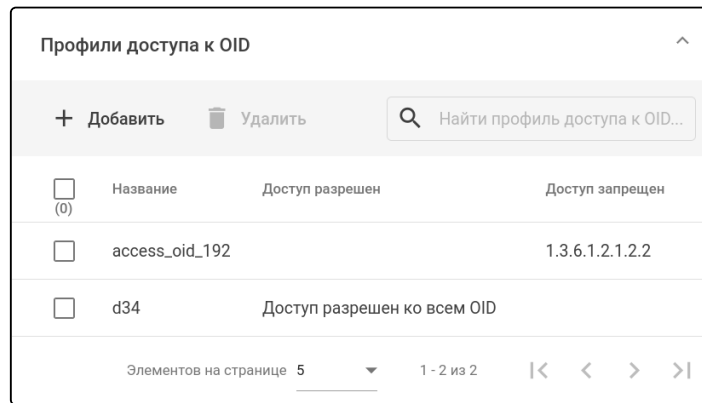 Профили доступа к OID
Добавить Удалить Найти профиль доступа к OID...
Название Доступ разрешен Доступ запрещен
(0)
access_oid_192 1.3.6.1.2.1.2.2
d34 Доступ разрешен ко всем OID
Элементов на странице 5 1 - 2 из 2